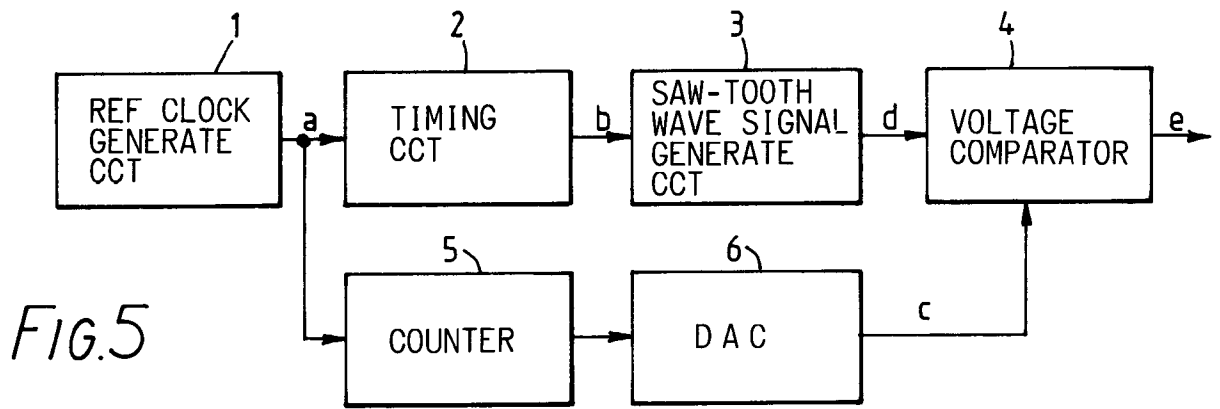 1
2
3
4
REF CLOCK
GENERATE
CCT
a
TIMING
CCT
b
SAW-TOOTH
WAVE SIGNAL
GENERATE
CCT
d
VOLTAGE
COMPARATOR
e
5
6
FIG.5
COUNTER
DAC
c